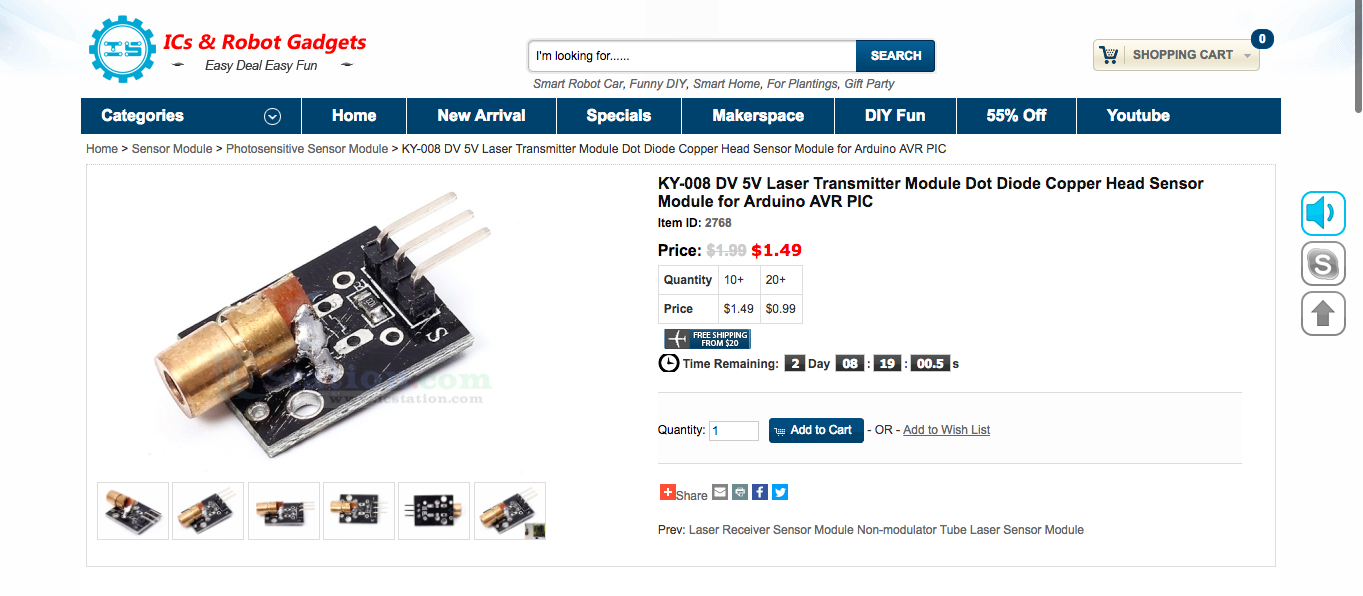 ICs & Robot Gadgets
Easy Deal Easy Fun
I'm looking for......
SEARCH
Smart Robot Car, Funny DIY, Smart Home, For Plantings, Gift Party
SHOPPING CART
0
Categories
Home
New Arrival
Specials
Makerspace
DIY Fun
55% Off
Youtube
Home > Sensor Module > Photosensitive Sensor Module > KY-008 DV 5V Laser Transmitter Module Dot Diode Copper Head Sensor Module for Arduino AVR PIC
S
www.icstation.com
KY-008 DV 5V Laser Transmitter Module Dot Diode Copper Head Sensor
Module for Arduino AVR PIC
Item ID: 2768
Price: $1.99 $1.49
Quantity 10+ 20+
Price $1.49 $0.99
FREE SHIPPING
FROM $20
Time Remaining: 2 Day 08 : 19 : 00.5 s
Quantity: 1 Add to Cart - OR - Add to Wish List
Share
Prev: Laser Receiver Sensor Module Non-modulator Tube Laser Sensor Module